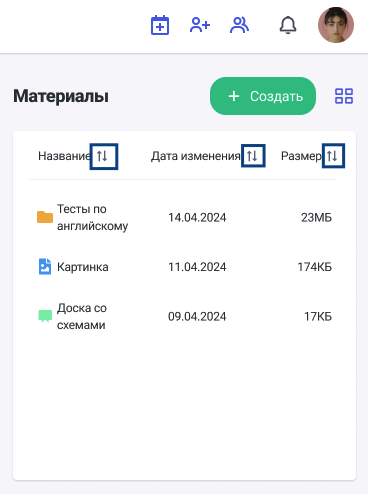 Материалы
+ Создать
Название Дата изменения Размер
Тесты по
английскому 14.04.2024 23МБ
Картинка 11.04.2024 174КБ
Доска со
схемами 09.04.2024 17КБ